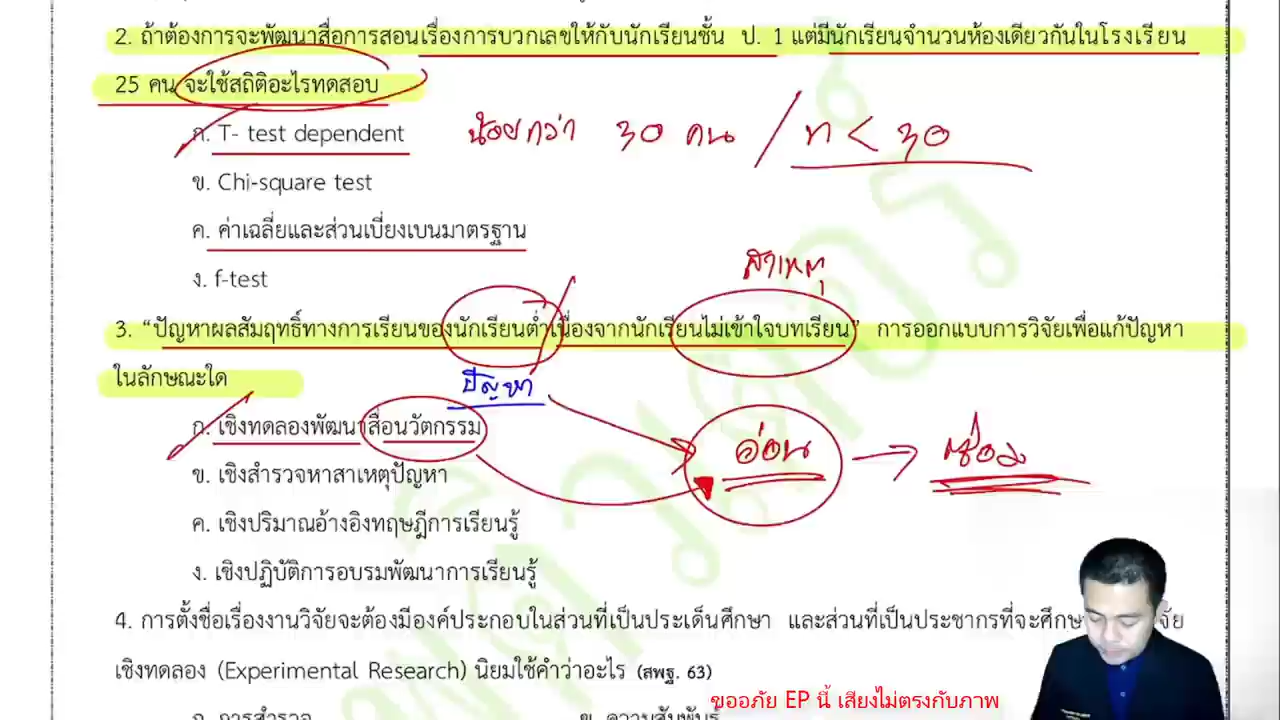 2. ถ้าต้องการจะพัฒนาสื่อการสอนเรื่องการบวกเลขให้กับนักเรียนชั้น ป. 1 แต่มีนักเรียนจำนวนห้องเดียวกันในโรงเรียน
25 คน จะใช้สถิติอะไรทดสอบ
ก. T- test dependent น้อยกว่า 30 คน / n < 30
ข. Chi-square test
ค. ค่าเฉลี่ยและส่วนเบี่ยงเบนมาตรฐาน
ง. f-test
สาเหตุ
3. “ปัญหาผลสัมฤทธิ์ทางการเรียนของนักเรียนต่ำเนื่องจากนักเรียนไม่เข้าใจบทเรียน” การออกแบบการวิจัยเพื่อแก้ปัญหา
ในลักษณะใด
ปัญหา
ก. เชิงทดลองพัฒนาสื่อนวัตกรรม
อ่อน → เรื่อง
ข. เชิงสำรวจหาสาเหตุปัญหา
ค. เชิงปริมาณอ้างอิงทฤษฎีการเรียนรู้
ง. เชิงปฏิบัติการอบรมพัฒนาการเรียนรู้
4. การตั้งชื่อเรื่องงานวิจัยจะต้องมีองค์ประกอบในส่วนที่เป็นประเด็นศึกษา และส่วนที่เป็นประชากรที่จะศึกษ
เชิงทดลอง (Experimental Research) นิยมใช้คำว่าอะไร (สพฐ. 63)
ขออภัย EP นี้ เสียงไม่ตรงกับภาพ
ก. การสำรวจ ข. ความสัมพันธ์